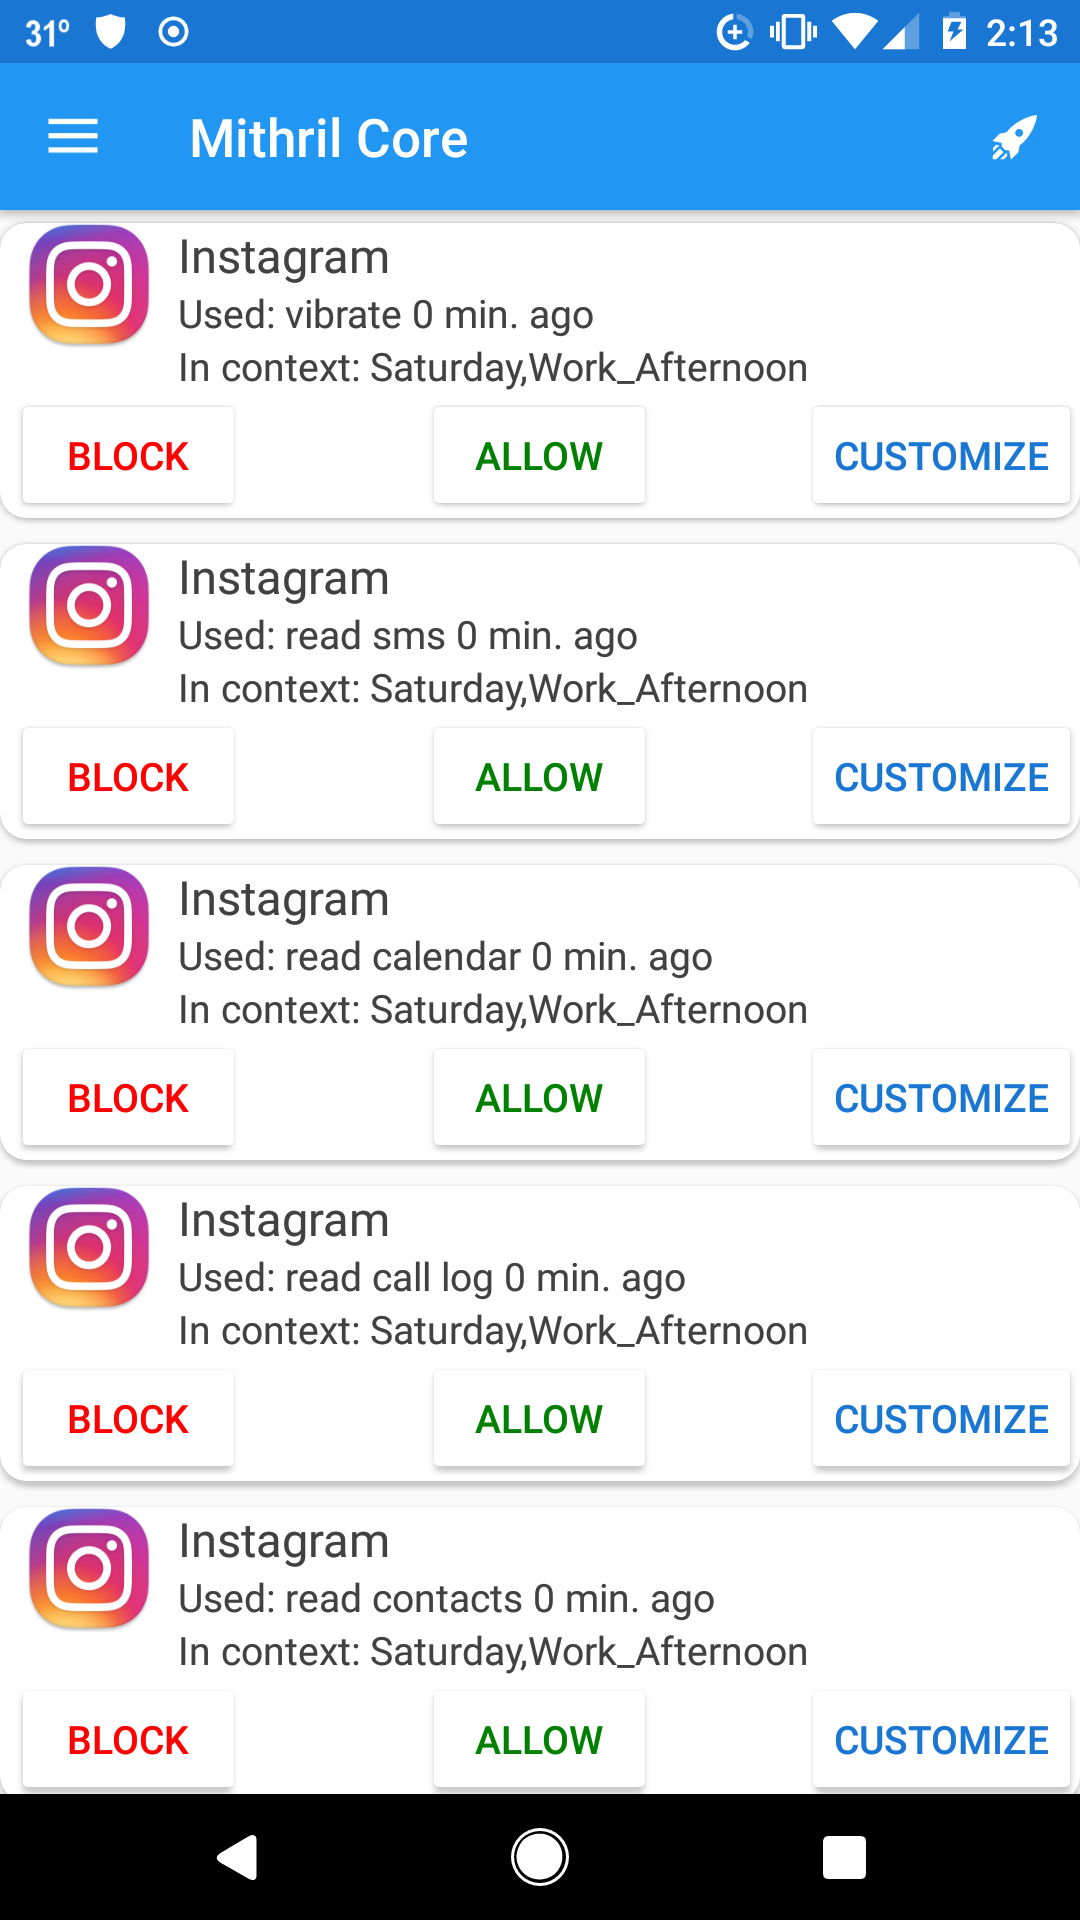 31° 2:13
Mithril Core
Instagram
Used: vibrate 0 min. ago
In context: Saturday,Work_Afternoon
BLOCK ALLOW CUSTOMIZE
Instagram
Used: read sms 0 min. ago
In context: Saturday,Work_Afternoon
BLOCK ALLOW CUSTOMIZE
Instagram
Used: read calendar 0 min. ago
In context: Saturday,Work_Afternoon
BLOCK ALLOW CUSTOMIZE
Instagram
Used: read call log 0 min. ago
In context: Saturday,Work_Afternoon
BLOCK ALLOW CUSTOMIZE
Instagram
Used: read contacts 0 min. ago
In context: Saturday,Work_Afternoon
BLOCK ALLOW CUSTOMIZE